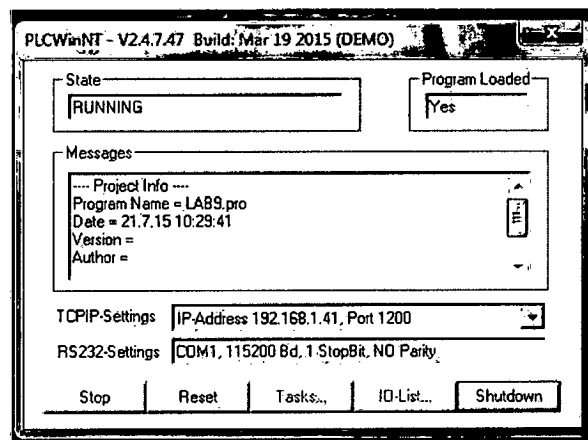 PLCWinNT - V2.4.7.47 Build: Mar 19 2015 (DEMO)
State
RUNNING
Program Loaded
Yes
Messages
---- Project Info ----
Program Name = LAB9.pro
Date = 21.7.15 10:29:41
Version =
Author =
TCPIP-Settings
IP-Address 192.168.1.41, Port 1200
RS232-Settings
COM1, 115200 Bd, 1 StopBit, NO Parity
Stop
Reset
Tasks...
IO-List...
Shutdown